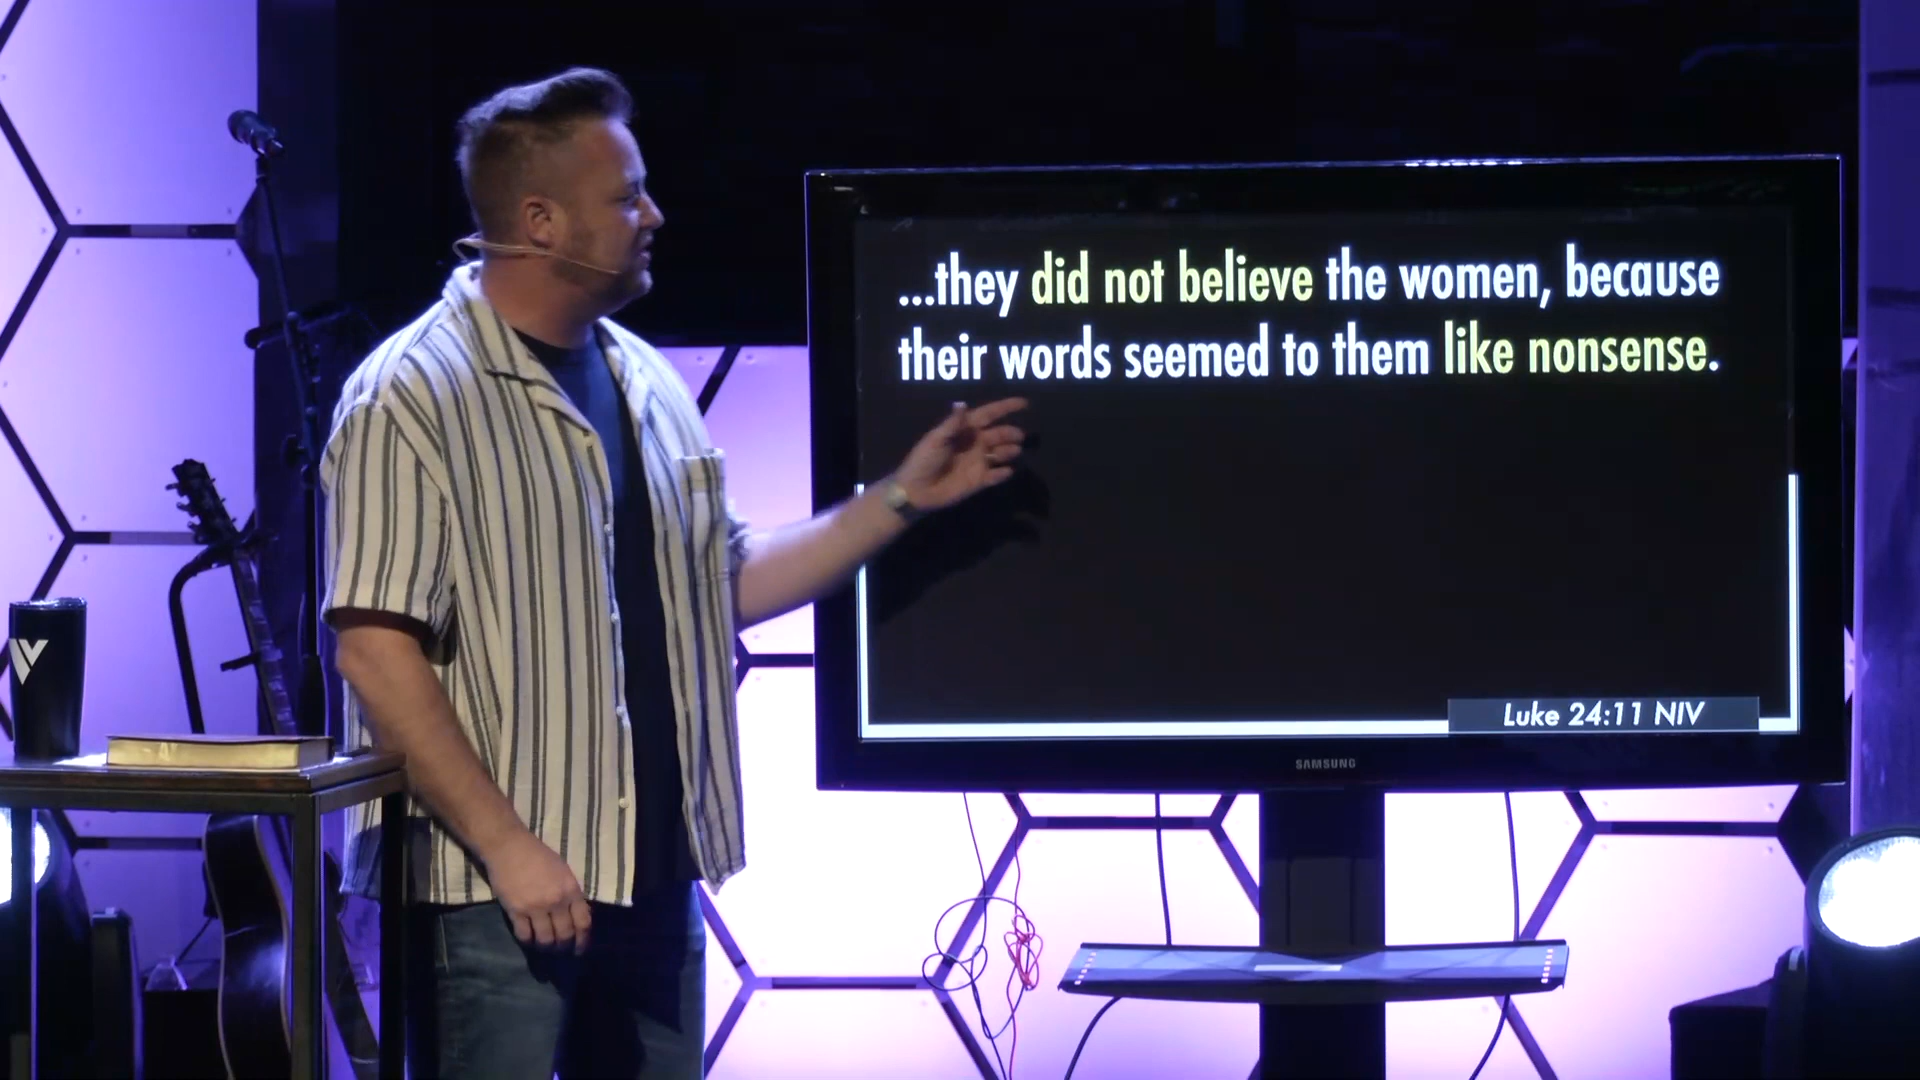 ...they did not believe the women, because
their words seemed to them like nonsense.
Luke 24:11 NIV
SAMSUNG